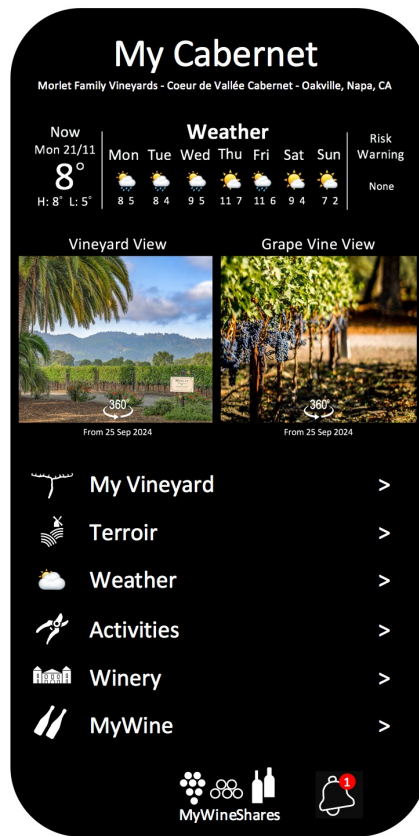 My Cabernet
Morlet Family Vineyards - Coeur de Vallée Cabernet - Oakville, Napa, CA
Now
Mon 21/11
8°
H: 8° L: 5°
Weather
Mon Tue Wed Thu Fri Sat Sun
8 5 8 4 9 5 11 7 11 6 9 4 7 2
Risk
Warning
None
Vineyard View
Grape Vine View
360°
360°
From 25 Sep 2024
From 25 Sep 2024
My Vineyard >
Terroir >
Weather >
Activities >
Winery >
MyWine >
MyWineShares
1